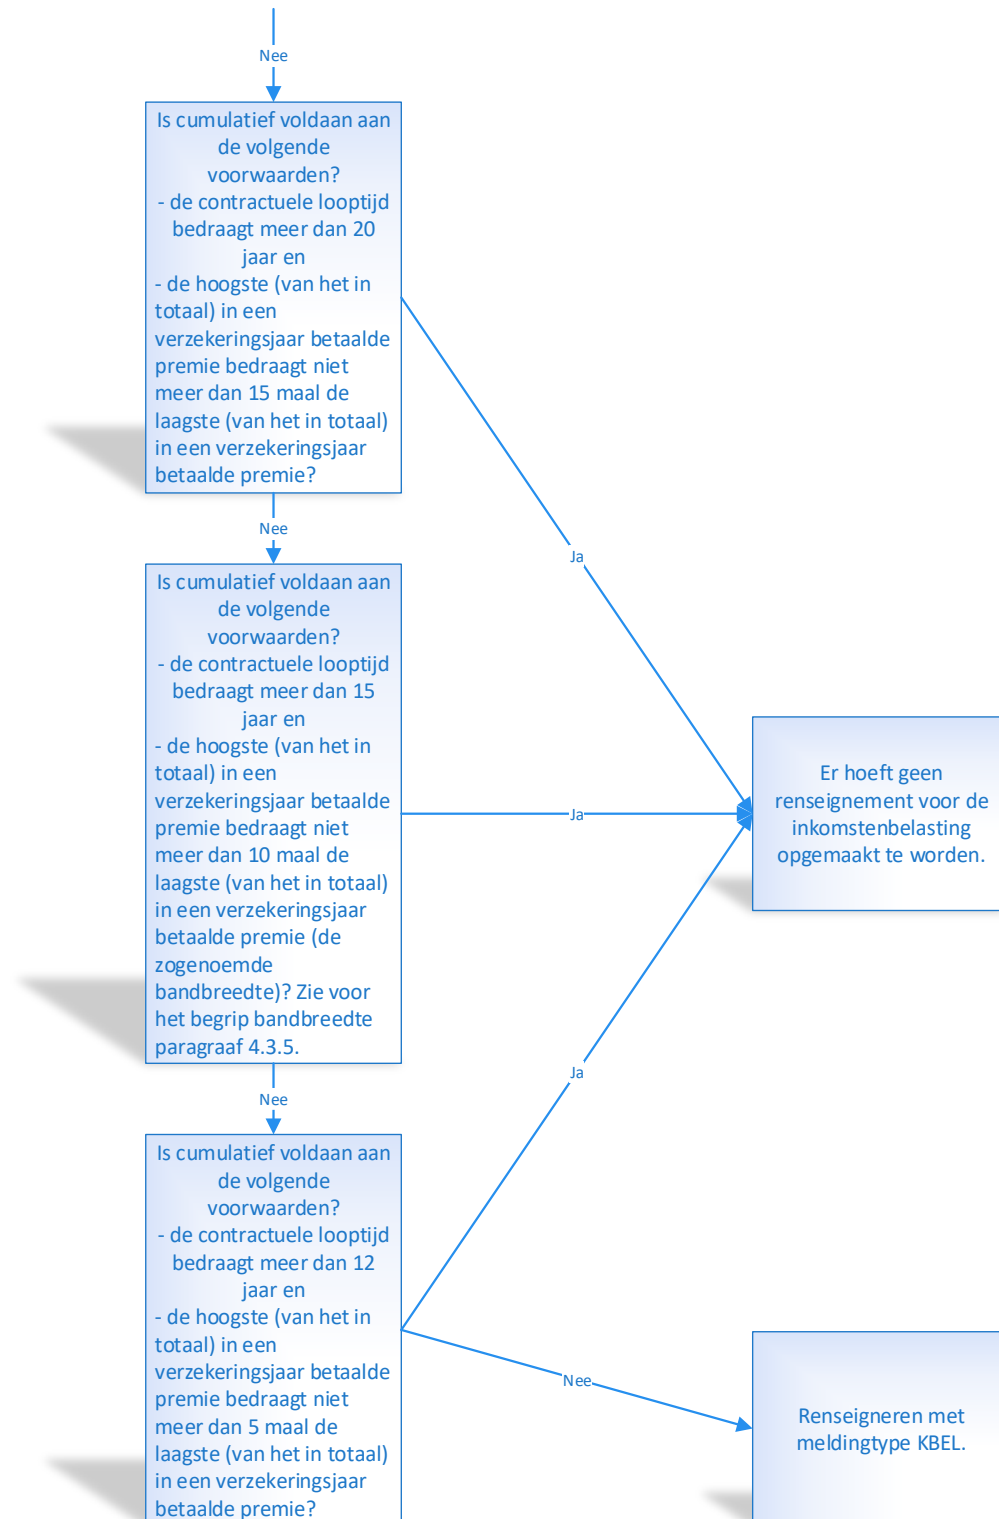 Nee
Is cumulatief voldaan aan
de volgende
voorwaarden?
- de contractuele looptijd
bedraagt meer dan 20
jaar en
- de hoogste (van het in
totaal) in een
verzekeringsjaar betaalde
premie bedraagt niet
meer dan 15 maal de
laagste (van het in totaal)
in een verzekeringsjaar
betaalde premie?
Nee
Ja
Is cumulatief voldaan aan
de volgende
voorwaarden?
- de contractuele looptijd
bedraagt meer dan 15
jaar en
- de hoogste (van het in
totaal) in een
verzekeringsjaar betaalde
premie bedraagt niet
meer dan 10 maal de
laagste (van het in totaal)
in een verzekeringsjaar
betaalde premie (de
zogenoemde
bandbreedte)? Zie voor
het begrip bandbreedte
paragraaf 4.3.5.
Ja
Er hoeft geen
renseignement voor de
inkomstenbelasting
opgemaakt te worden.
Nee
Ja
Is cumulatief voldaan aan
de volgende
voorwaarden?
- de contractuele looptijd
bedraagt meer dan 12
jaar en
- de hoogste (van het in
totaal) in een
verzekeringsjaar betaalde
premie bedraagt niet
meer dan 5 maal de
laagste (van het in totaal)
in een verzekeringsjaar
betaalde premie?
Nee
Renseigneren met
meldingtype KBEL.